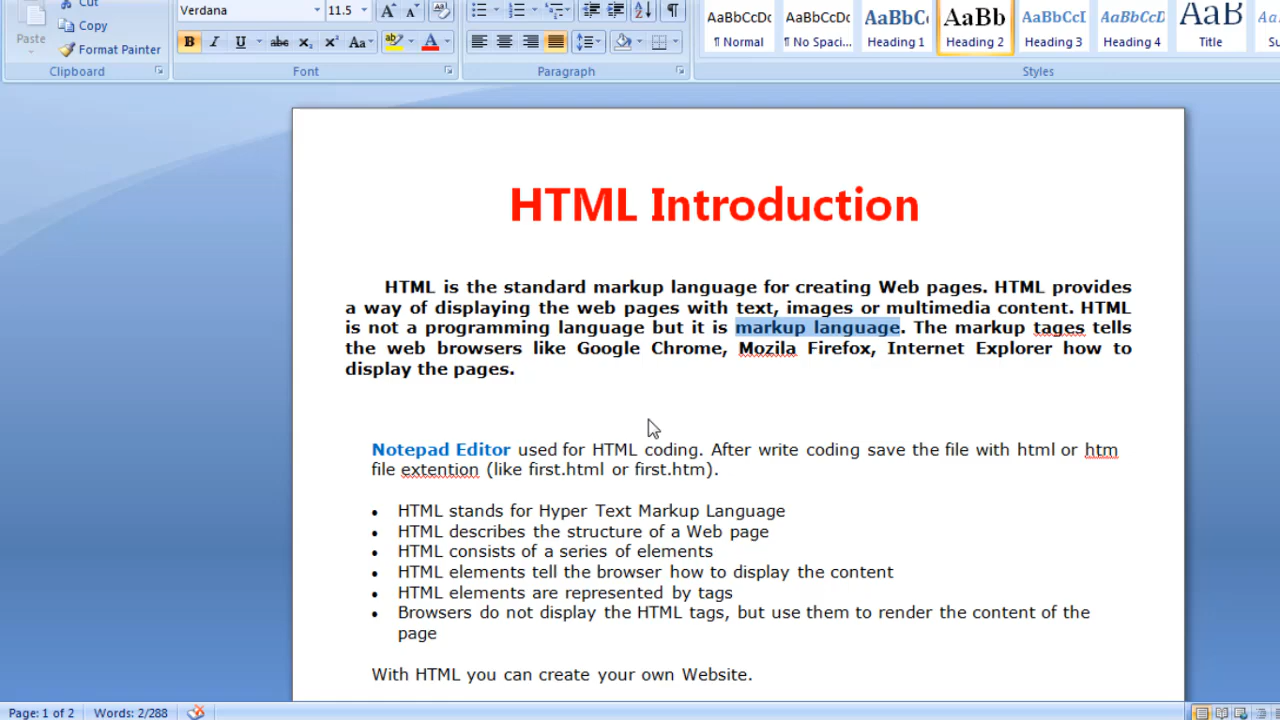 Cut
Verdana 11.5
AaBbCcDc AaBbCcDc AaBbC AaBb AaBbCcI AaBbCcD AaB
Paste
Copy
Format Painter
B I U abc x₂ x² Aa ab A
¶ Normal ¶ No Spaci... Heading 1 Heading 2 Heading 3 Heading 4 Title
Clipboard Font Paragraph Styles
HTML Introduction
HTML is the standard markup language for creating Web pages. HTML provides
a way of displaying the web pages with text, images or multimedia content. HTML
is not a programming language but it is markup language. The markup tages tells
the web browsers like Google Chrome, Mozila Firefox, Internet Explorer how to
display the pages.
Notepad Editor used for HTML coding. After write coding save the file with html or htm
file extention (like first.html or first.htm).
• HTML stands for Hyper Text Markup Language
• HTML describes the structure of a Web page
• HTML consists of a series of elements
• HTML elements tell the browser how to display the content
• HTML elements are represented by tags
• Browsers do not display the HTML tags, but use them to render the content of the
page
With HTML you can create your own Website.
Page: 1 of 2 Words: 2/288